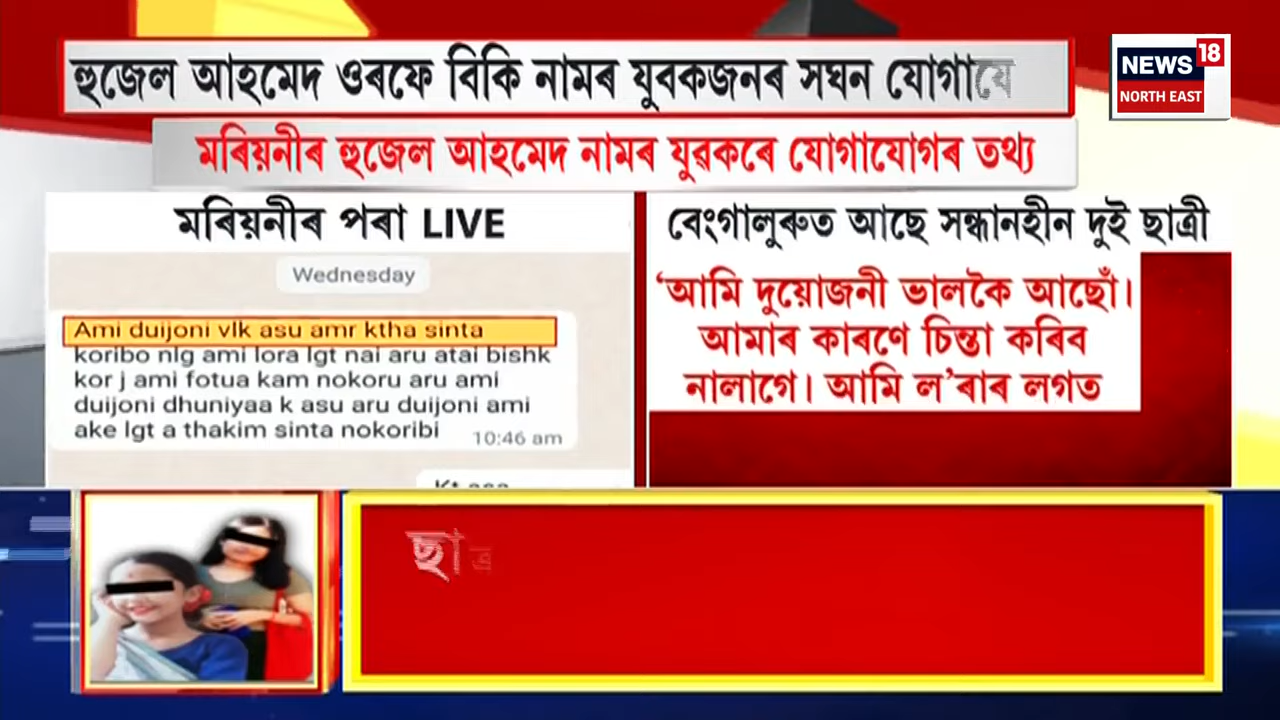 হুজেল আহমেদ ওৰফে বিকি নামৰ যুবকজনৰ সঘন
NEWS 18
NORTH EAST
মৰিয়নীৰ হুজেল আহমেদ নামৰ যুৱকৰে যোগাযোগৰ তথ্য
মৰিয়নীৰ পৰা LIVE
Wednesday
Ami duijoni vlk asu amr ktha sinta
koribo nlg ami lora lgt nai aru atai bishk
kor j ami fotua kam nokoru aru ami
duijoni dhuniyaa k asu aru duijoni ami
ake lgt a thakim sinta nokoribi
10:46 am
বেংগালুৰুত আছে সন্ধানহীন দুই ছাত্ৰী
‘আমি দুয়োজনী ভালকৈ আছোঁ।
আমাৰ কাৰণে চিন্তা কৰিব
নালাগে। আমি ল’ৰাৰ লগত